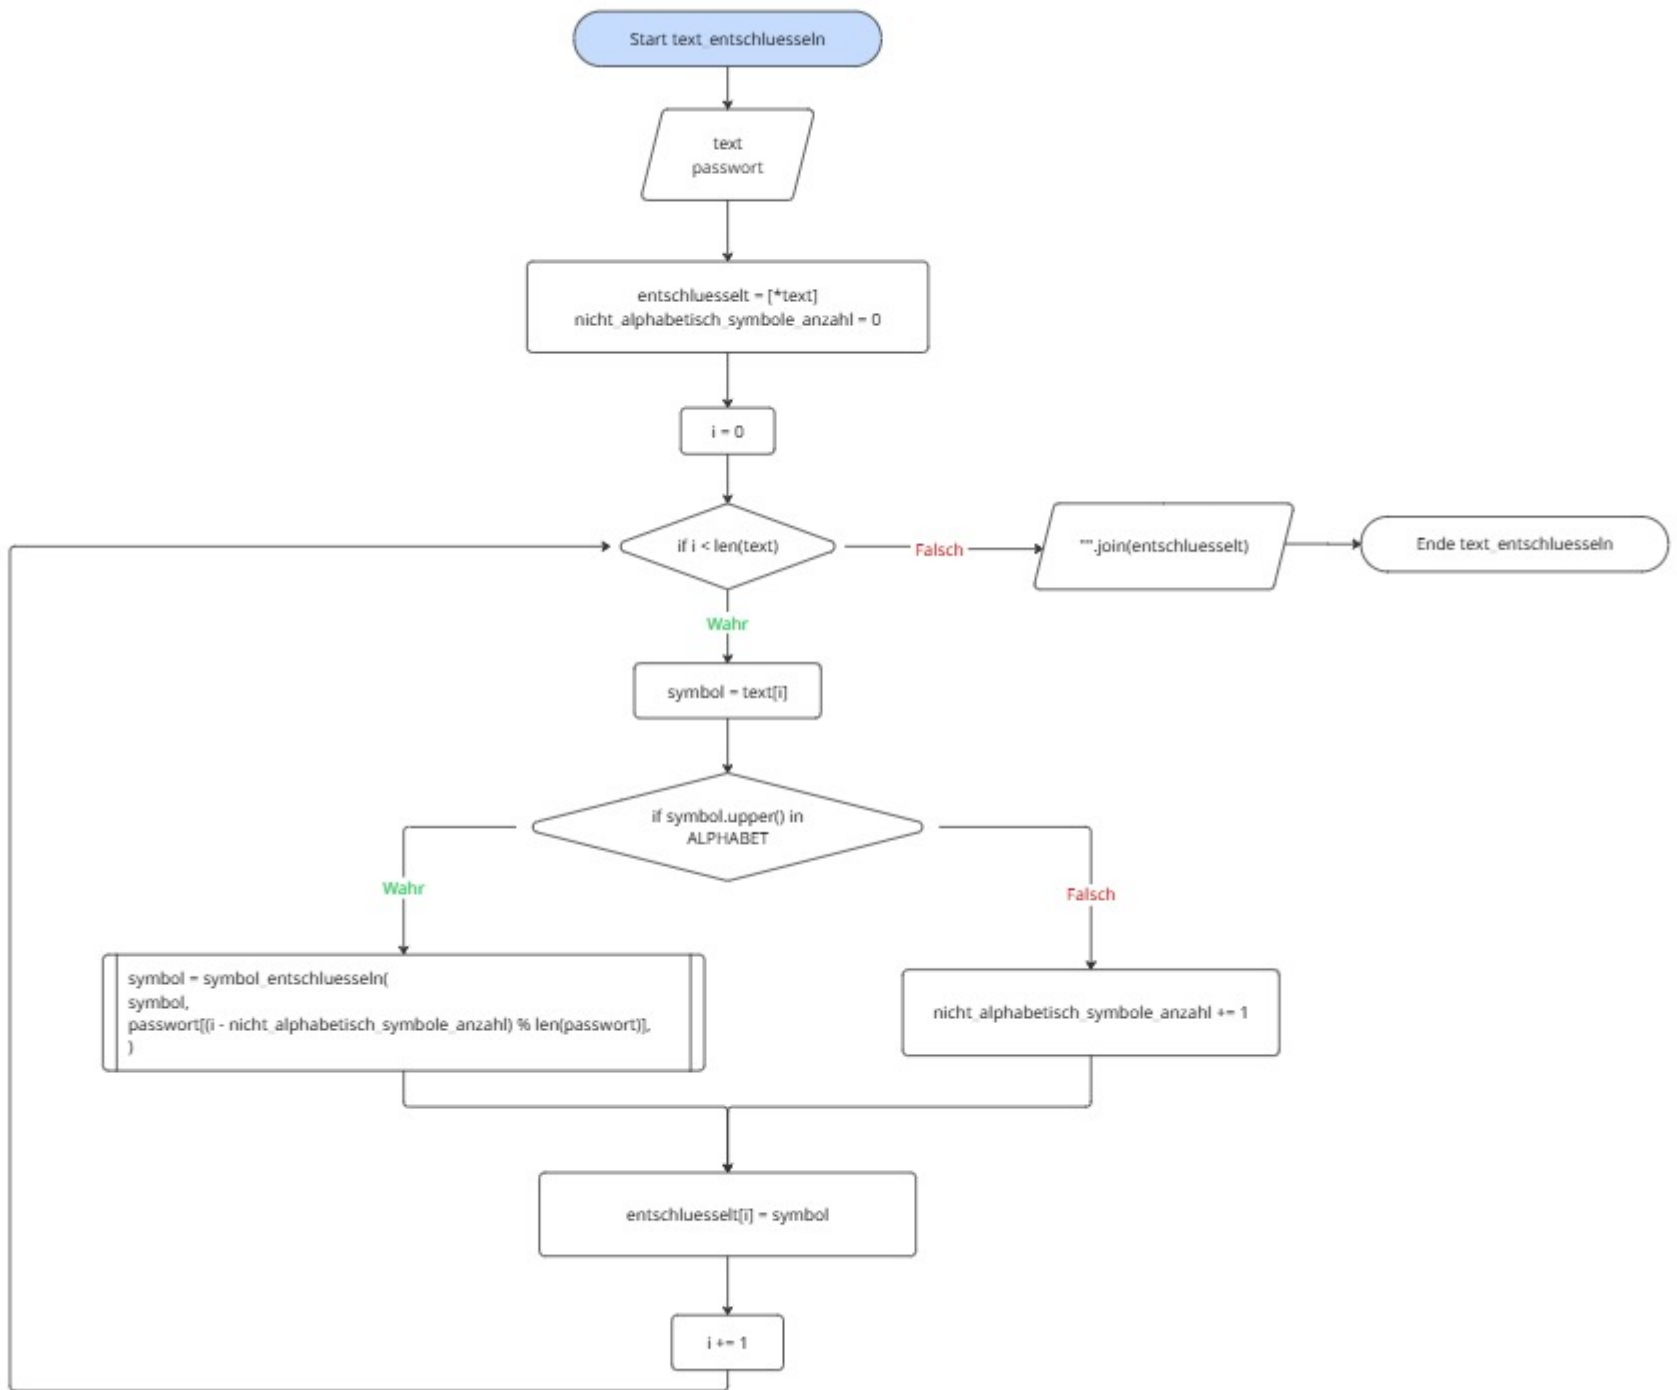 Start text_entschluesseln
text
passwort
entschluesselt = [*text]
nicht_alphabetisch_symbole_anzahl = 0
i = 0
if i < len(text)
Falsch
"".join(entschluesselt)
Ende text_entschluesseln
Wahr
symbol = text[i]
if symbol.upper() in
ALPHABET
Wahr
Falsch
symbol = symbol_entschluesseln(
symbol,
passwort[(i - nicht_alphabetisch_symbole_anzahl) % len(passwort)],
)
nicht_alphabetisch_symbole_anzahl += 1
entschluesselt[i] = symbol
i += 1